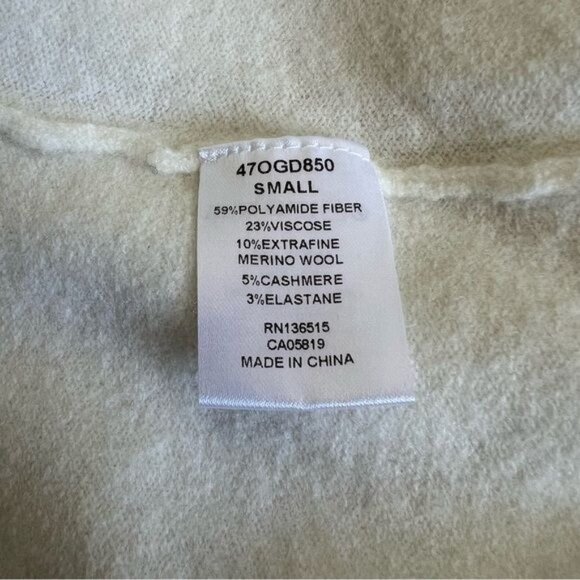 47OGD850
SMALL
59%POLYAMIDE FIBER
23%VISCOSE
10%EXTRAFINE
MERINO WOOL
5%CASHMERE
3%ELASTANE
RN136515
CA05819
MADE IN CHINA